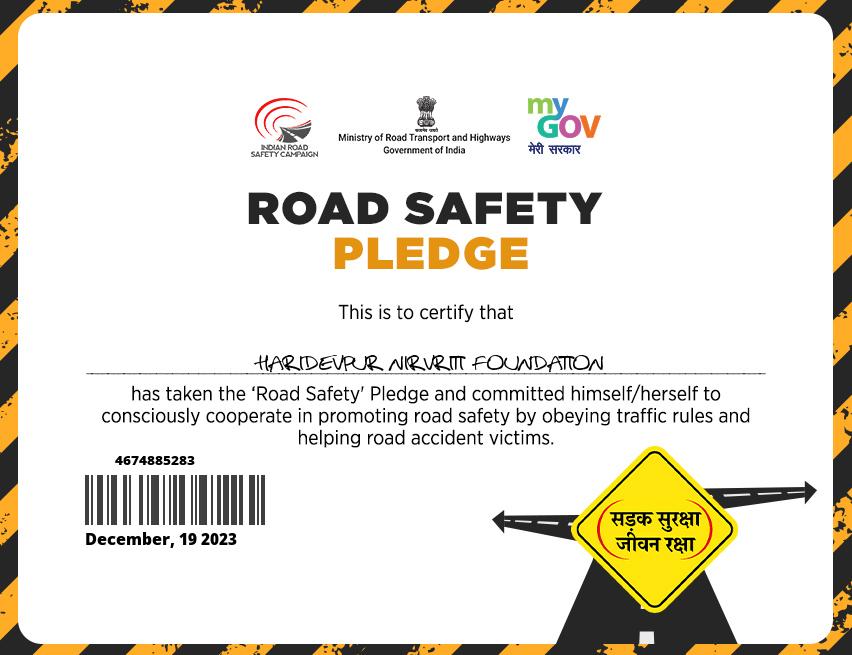 INDIAN ROAD
SAFETY CAMPAIGN
सत्यमेव जयते
Ministry of Road Transport and Highways
Government of India
my
GOV
मेरी सरकार
ROAD SAFETY
PLEDGE
This is to certify that
HARIDEVPUR NIRVRITI FOUNDATION
has taken the ‘Road Safety’ Pledge and committed himself/herself to
consciously cooperate in promoting road safety by obeying traffic rules and
helping road accident victims.
4674885283
December, 19 2023
सड़क सुरक्षा
जीवन रक्षा